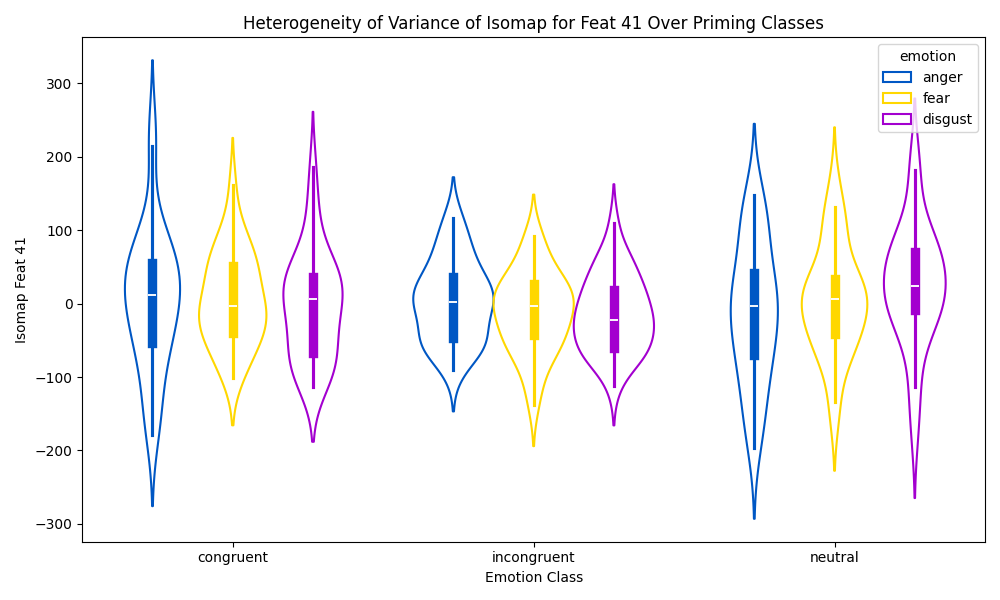 Heterogeneity of Variance of Isomap for Feat 41 Over Priming Classes
emotion
anger
fear
disgust
Isomap Feat 41
300
200
100
0
−100
−200
−300
congruent
incongruent
neutral
Emotion Class